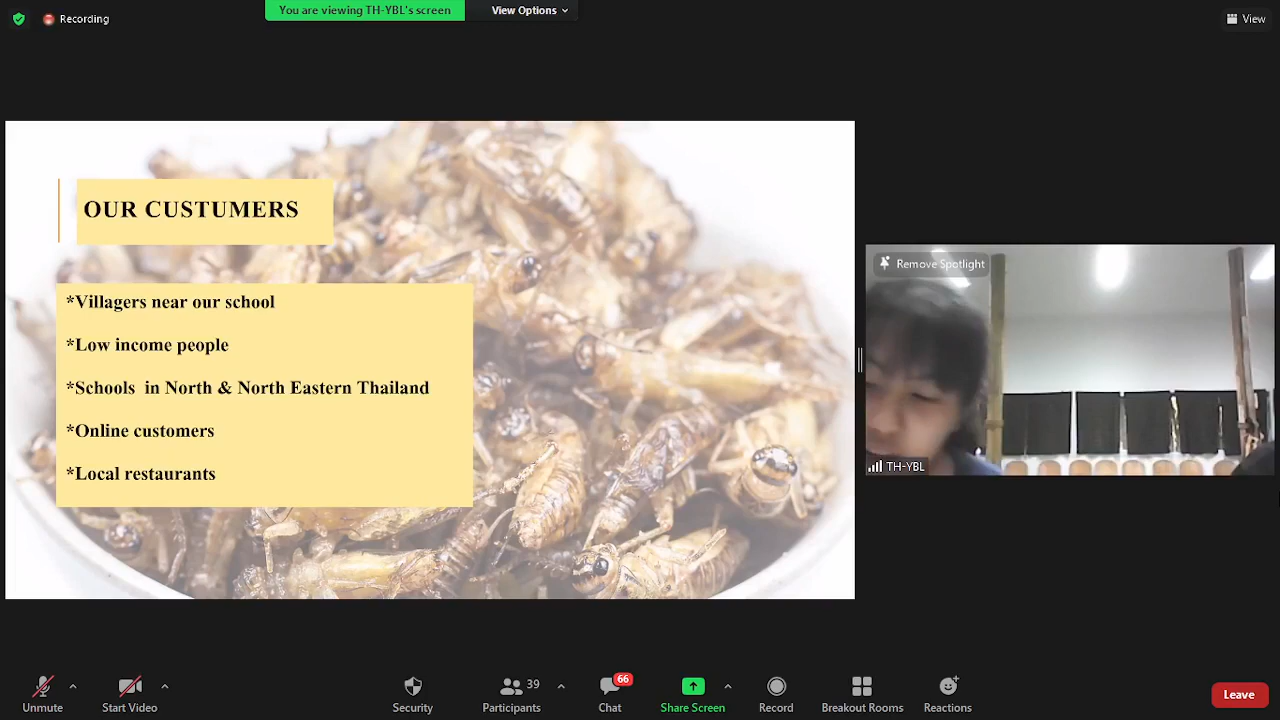 Recording
You are viewing TH-YBL's screen
View Options
View
OUR CUSTUMERS
*Villagers near our school
*Low income people
*Schools in North & North Eastern Thailand
*Online customers
*Local restaurants
Remove Spotlight
TH-YBL
Unmute
Start Video
Security
39
Participants
66
Chat
Share Screen
Record
Breakout Rooms
Reactions
Leave